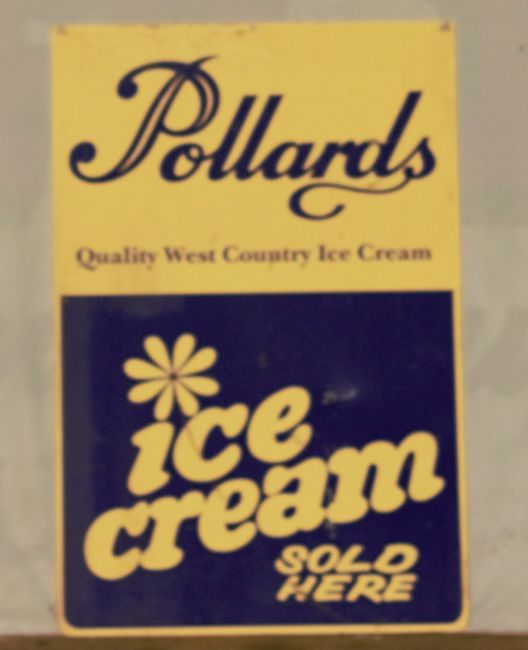 Pollards
Quality West Country Ice Cream
ice
cream
SOLD
HERE